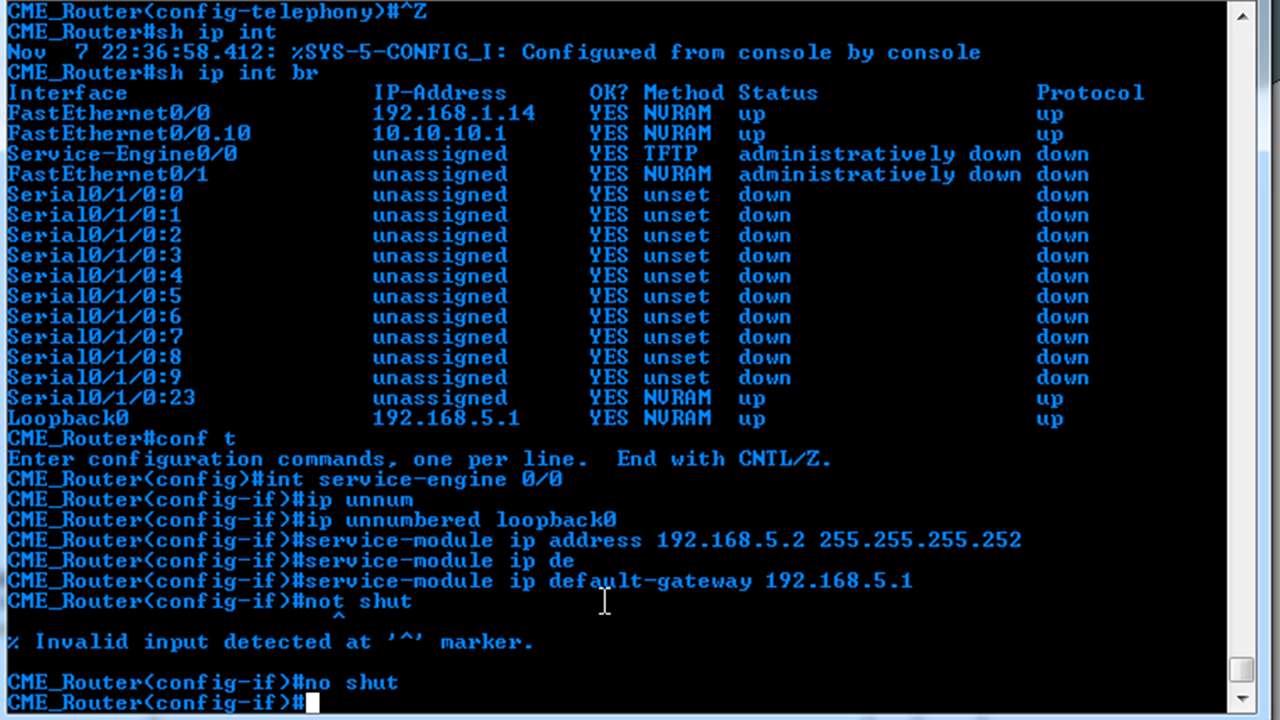 CME_Router(config-telephony)#^Z
CME_Router#sh ip int
Nov  7 22:36:58.412: %SYS-5-CONFIG_I: Configured from console by console
CME_Router#sh ip int br
Interface                  IP-Address      OK? Method Status                Protocol
FastEthernet0/0            192.168.1.14    YES NVRAM  up                    up
FastEthernet0/0.10         10.10.10.1      YES NVRAM  up                    up
Service-Engine0/0          unassigned      YES TFTP   administratively down down
FastEthernet0/1            unassigned      YES NVRAM  administratively down down
Serial0/1/0:0              unassigned      YES unset  down                  down
Serial0/1/0:1              unassigned      YES unset  down                  down
Serial0/1/0:2              unassigned      YES unset  down                  down
Serial0/1/0:3              unassigned      YES unset  down                  down
Serial0/1/0:4              unassigned      YES unset  down                  down
Serial0/1/0:5              unassigned      YES unset  down                  down
Serial0/1/0:6              unassigned      YES unset  down                  down
Serial0/1/0:7              unassigned      YES unset  down                  down
Serial0/1/0:8              unassigned      YES unset  down                  down
Serial0/1/0:9              unassigned      YES unset  down                  down
Serial0/1/0:23             unassigned      YES NVRAM  up                    up
Loopback0                  192.168.5.1     YES NVRAM  up                    up
CME_Router#conf t
Enter configuration commands, one per line.  End with CNTL/Z.
CME_Router(config)#int service-engine 0/0
CME_Router(config-if)#ip unnum
CME_Router(config-if)#ip unnumbered loopback0
CME_Router(config-if)#service-module ip address 192.168.5.2 255.255.255.252
CME_Router(config-if)#service-module ip de
CME_Router(config-if)#service-module ip default-gateway 192.168.5.1
CME_Router(config-if)#not shut
^
% Invalid input detected at '^' marker.
CME_Router(config-if)#no shut
CME_Router(config-if)#